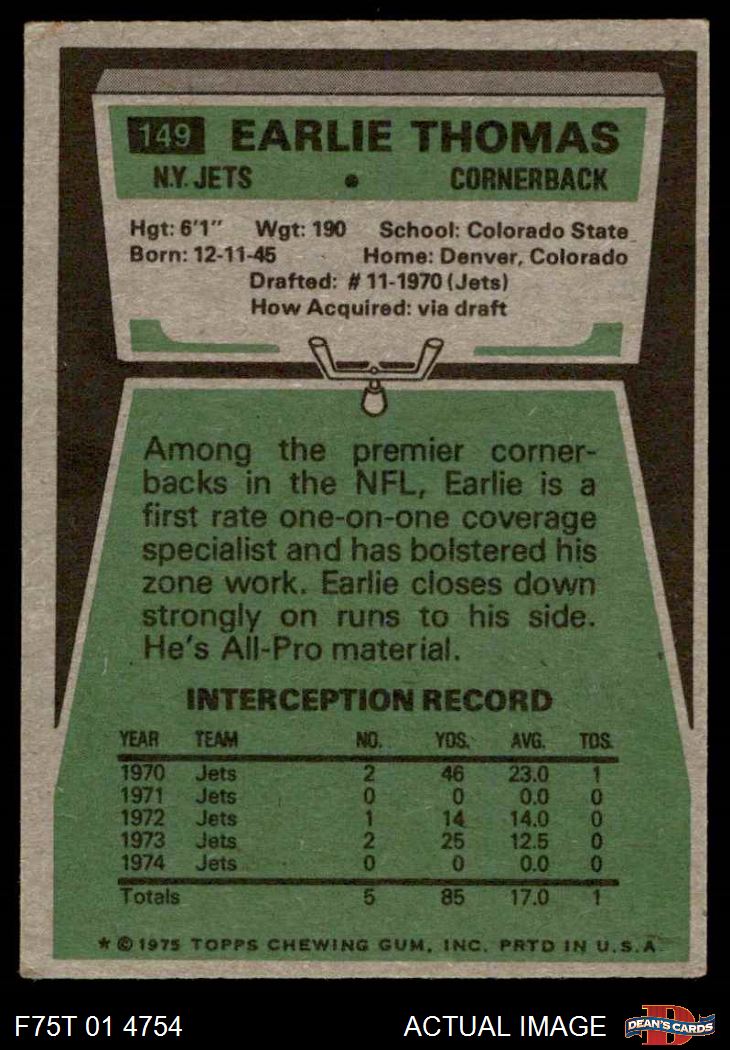 149 EARLIE THOMAS
N.Y. JETS • CORNERBACK
Hgt: 6'1" Wgt: 190 School: Colorado State
Born: 12-11-45 Home: Denver, Colorado
Drafted: # 11-1970 (Jets)
How Acquired: via draft
Among the premier corner-
backs in the NFL, Earlie is a
first rate one-on-one coverage
specialist and has bolstered his
zone work. Earlie closes down
strongly on runs to his side.
He's All-Pro material.
INTERCEPTION RECORD
YEAR TEAM NO. YDS. AVG. TDS.
1970 Jets 2 46 23.0 1
1971 Jets 0 0 0.0 0
1972 Jets 1 14 14.0 0
1973 Jets 2 25 12.5 0
1974 Jets 0 0 0.0 0
Totals 5 85 17.0 1
* © 1975 TOPPS CHEWING GUM, INC. PRTD IN U.S.A.
F75T 01 4754 ACTUAL IMAGE D DEAN'S CARDS